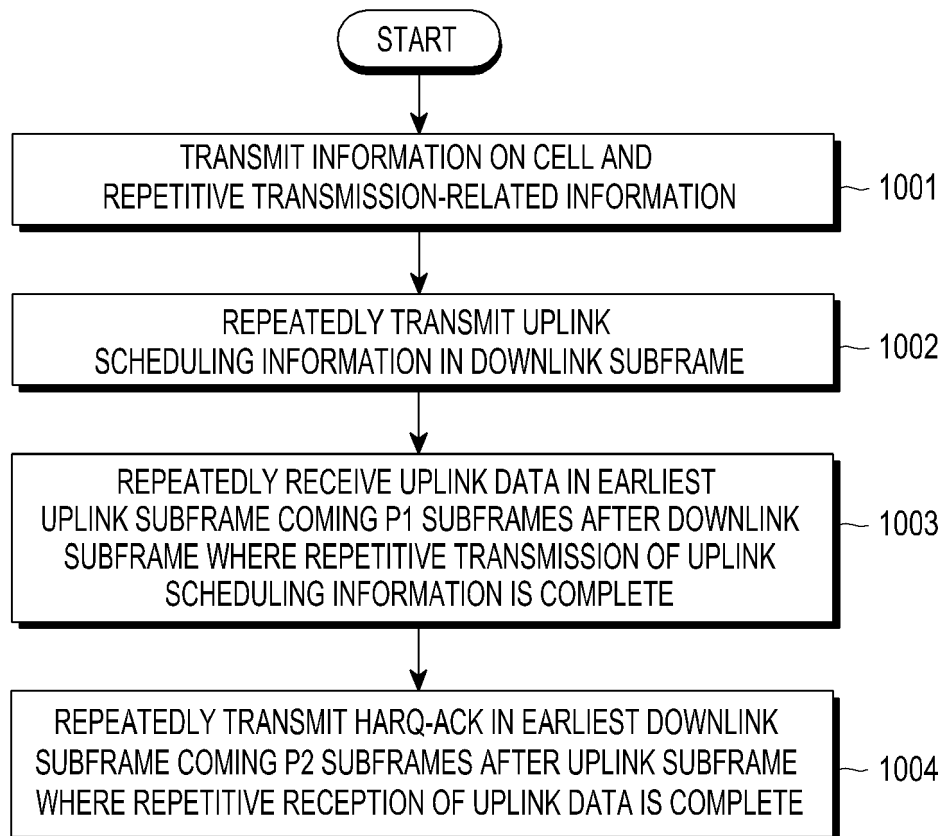 START
TRANSMIT INFORMATION ON CELL AND
REPETITIVE TRANSMISSION-RELATED INFORMATION
1001
REPEATEDLY TRANSMIT UPLINK
SCHEDULING INFORMATION IN DOWNLINK SUBFRAME
1002
REPEATEDLY RECEIVE UPLINK DATA IN EARLIEST
UPLINK SUBFRAME COMING P1 SUBFRAMES AFTER DOWNLINK
SUBFRAME WHERE REPETITIVE TRANSMISSION OF UPLINK
SCHEDULING INFORMATION IS COMPLETE
1003
REPEATEDLY TRANSMIT HARQ-ACK IN EARLIEST DOWNLINK
SUBFRAME COMING P2 SUBFRAMES AFTER UPLINK SUBFRAME
WHERE REPETITIVE RECEPTION OF UPLINK DATA IS COMPLETE
1004